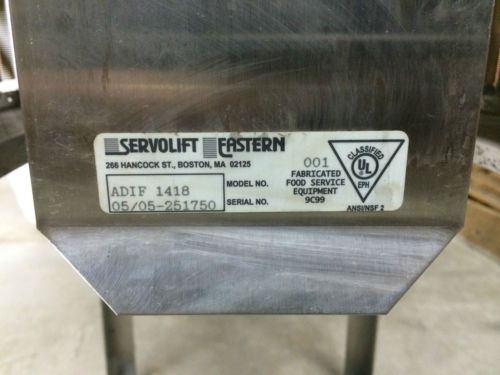 SERVOLIFT EASTERN
266 HANCOCK ST., BOSTON, MA 02125
ADIF 1418 MODEL NO.
05/05-251750 SERIAL NO.
001
FABRICATED
FOOD SERVICE
EQUIPMENT
9C99
CLASSIFIED
UL
EPH
ANSI/NSF 2